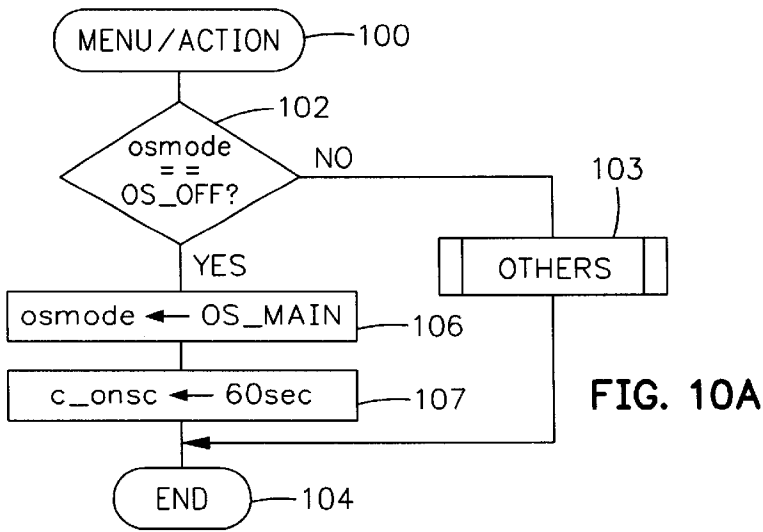 MENU/ACTION
100
102
osmode
= =
OS_OFF?
NO
103
OTHERS
YES
osmode ← OS_MAIN
106
c_onsc ← 60sec
107
FIG. 10A
END
104